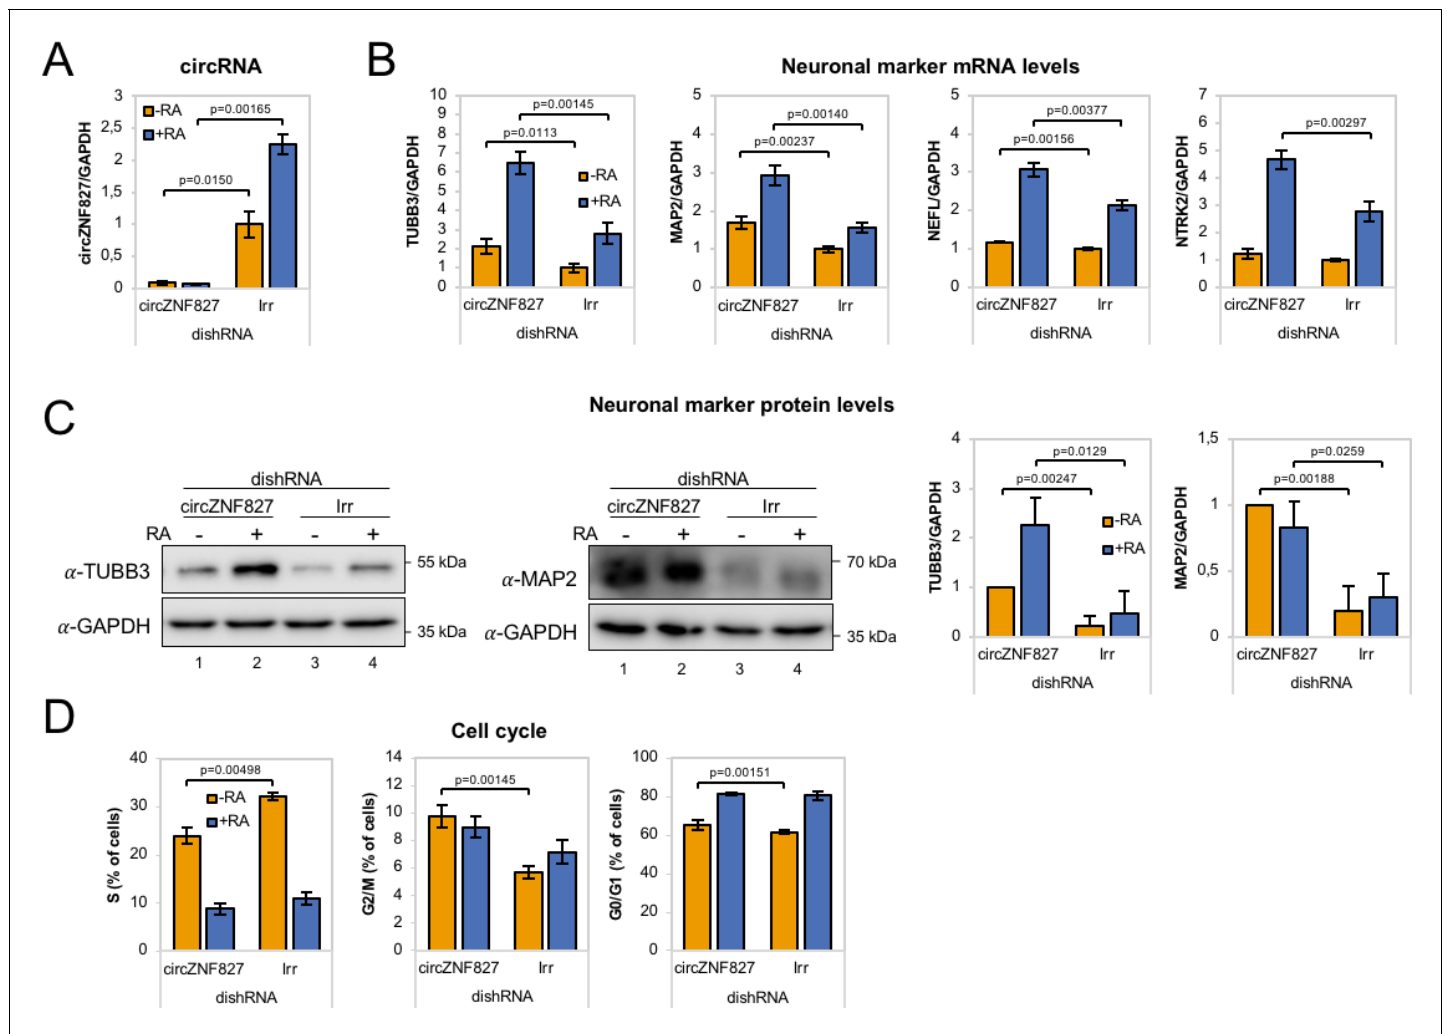 A
circRNA
circZNF827/GAPDH
3
2,5
2
1,5
1
0,5
0
-RA
+RA
p=0.00165
p=0.0150
circZNF827
Irr
dishRNA
B
Neuronal marker mRNA levels
TUBB3/GAPDH
10
9
8
7
6
5
4
3
2
1
0
p=0.00145
p=0.0113
-RA
+RA
circZNF827
Irr
dishRNA
MAP2/GAPDH
5
4
3
2
1
0
p=0.00140
p=0.00237
circZNF827
Irr
dishRNA
NEFL/GAPDH
5
4
3
2
1
0
p=0.00377
p=0.00156
circZNF827
Irr
dishRNA
NTRK2/GAPDH
7
6
5
4
3
2
1
0
p=0.00297
circZNF827
Irr
dishRNA
C
Neuronal marker protein levels
dishRNA
circZNF827 Irr
RA - + - +
α-TUBB3
55 kDa
α-GAPDH
35 kDa
1 2 3 4
dishRNA
circZNF827 Irr
RA - + - +
α-MAP2
70 kDa
α-GAPDH
35 kDa
1 2 3 4
TUBB3/GAPDH
4
3
2
1
0
p=0.0129
p=0.00247
-RA
+RA
circZNF827
Irr
dishRNA
MAP2/GAPDH
1,5
1
0,5
0
p=0.0259
p=0.00188
circZNF827
Irr
dishRNA
D
Cell cycle
S (% of cells)
40
30
20
10
0
p=0.00498
-RA
+RA
circZNF827
Irr
dishRNA
G2/M (% of cells)
14
12
10
8
6
4
2
0
p=0.00145
circZNF827
Irr
dishRNA
G0/G1 (% of cells)
100
80
60
40
20
0
p=0.00151
circZNF827
Irr
dishRNA